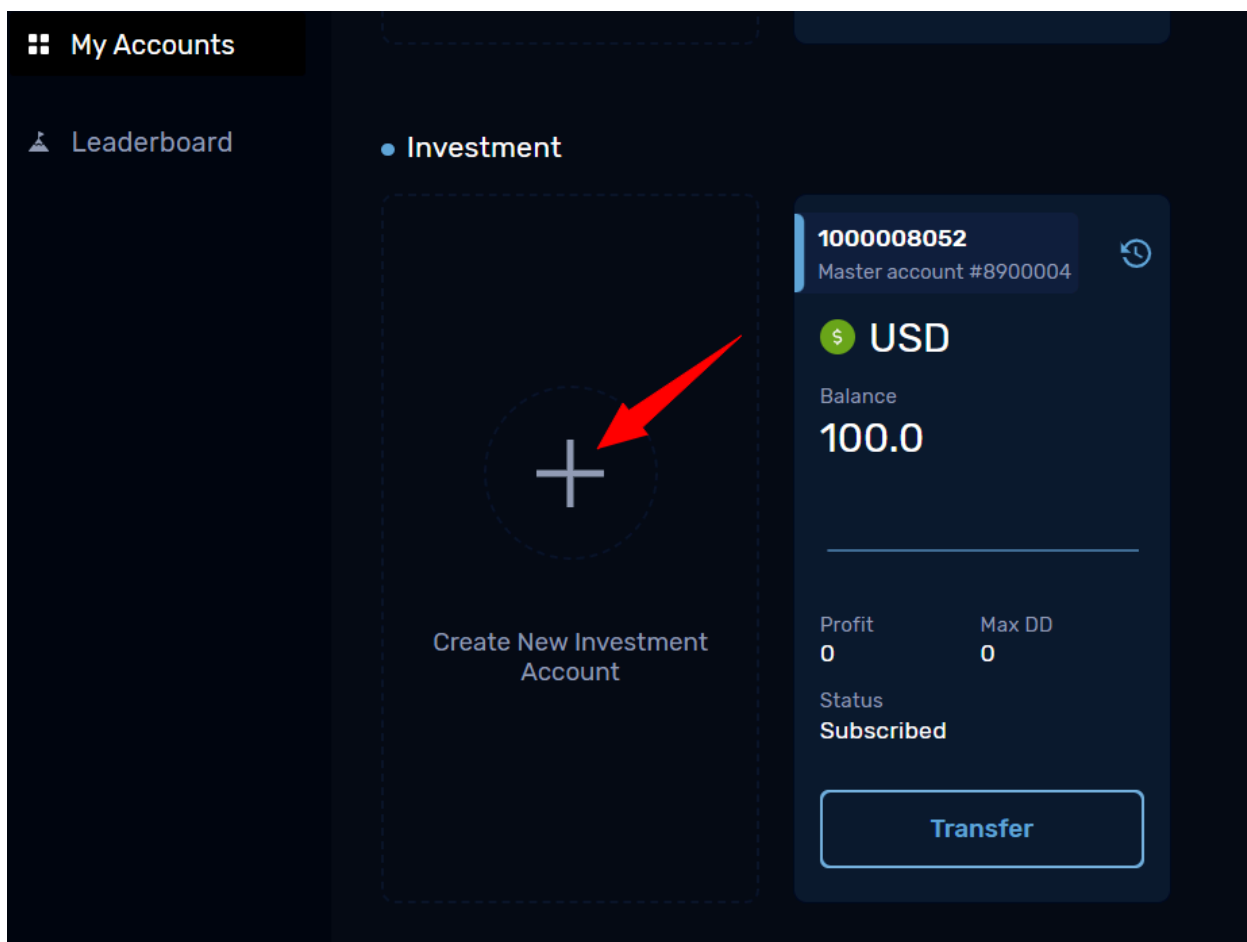 My Accounts
Leaderboard
Investment
Create New Investment
Account
1000008052
Master account #8900004
$ USD
Balance
100.0
Profit Max DD
0 0
Status
Subscribed
Transfer